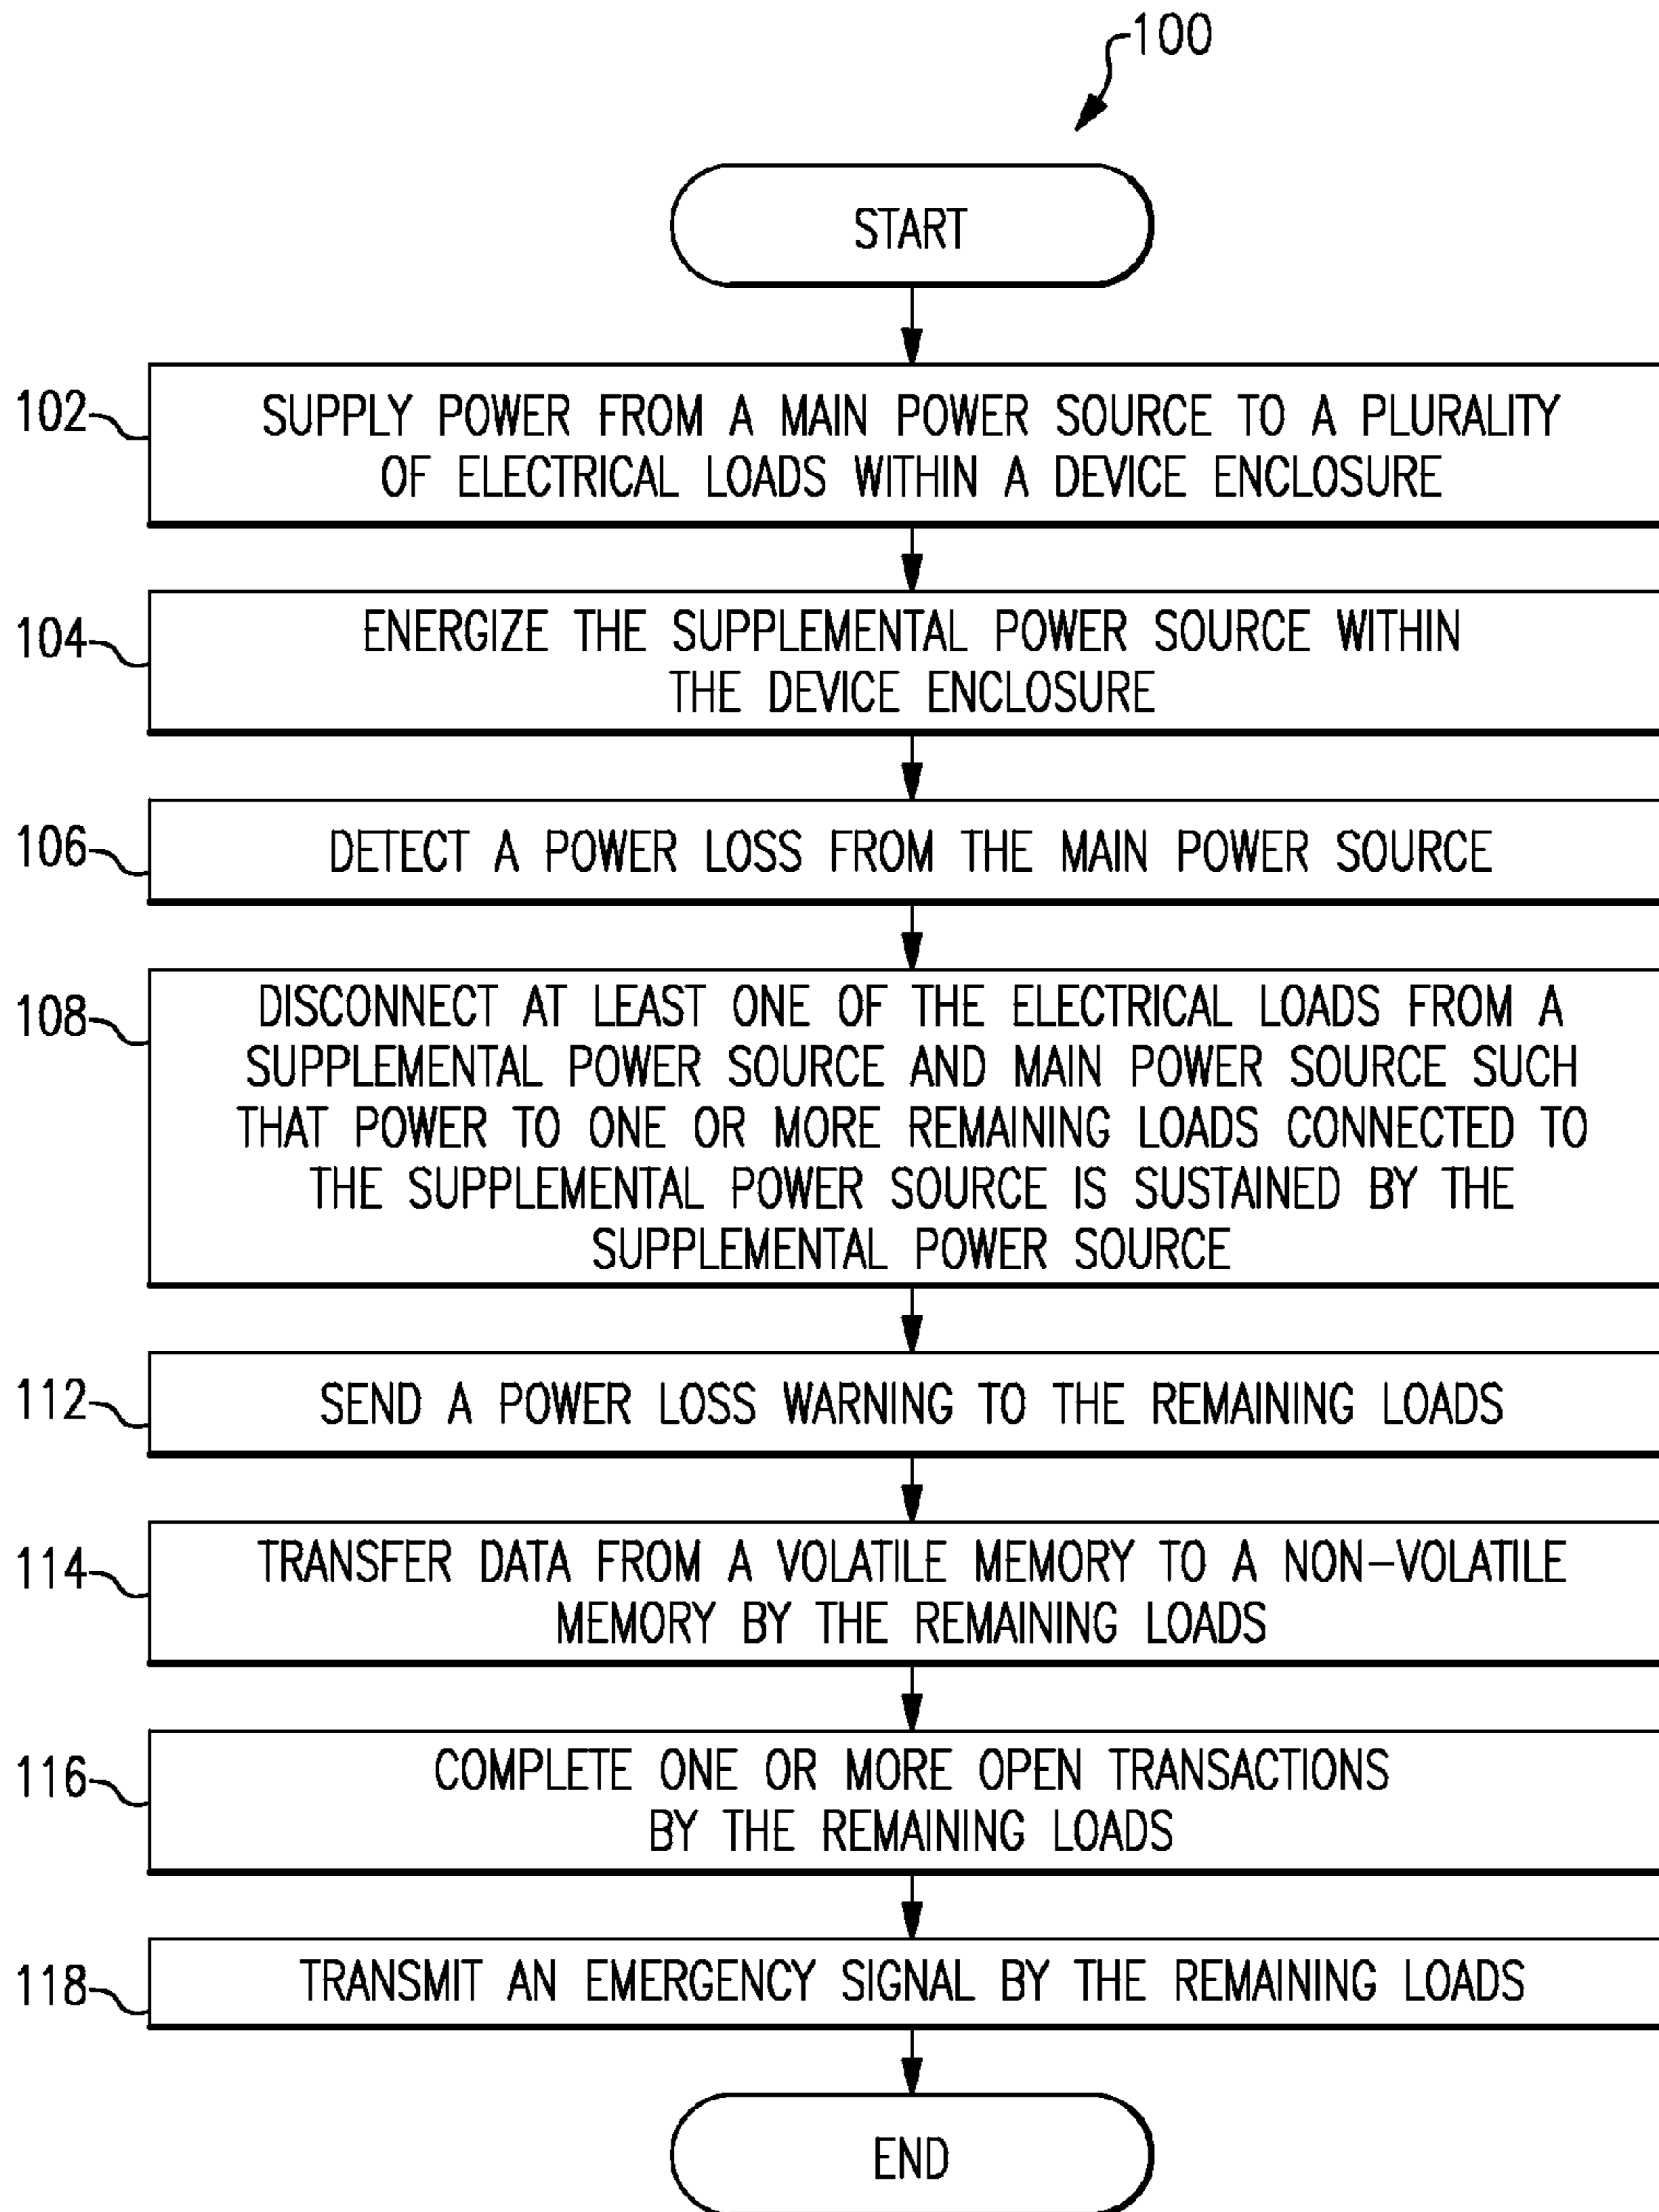 100
START
102
SUPPLY POWER FROM A MAIN POWER SOURCE TO A PLURALITY
OF ELECTRICAL LOADS WITHIN A DEVICE ENCLOSURE
104
ENERGIZE THE SUPPLEMENTAL POWER SOURCE WITHIN
THE DEVICE ENCLOSURE
106
DETECT A POWER LOSS FROM THE MAIN POWER SOURCE
108
DISCONNECT AT LEAST ONE OF THE ELECTRICAL LOADS FROM A
SUPPLEMENTAL POWER SOURCE AND MAIN POWER SOURCE SUCH
THAT POWER TO ONE OR MORE REMAINING LOADS CONNECTED TO
THE SUPPLEMENTAL POWER SOURCE IS SUSTAINED BY THE
SUPPLEMENTAL POWER SOURCE
112
SEND A POWER LOSS WARNING TO THE REMAINING LOADS
114
TRANSFER DATA FROM A VOLATILE MEMORY TO A NON-VOLATILE
MEMORY BY THE REMAINING LOADS
116
COMPLETE ONE OR MORE OPEN TRANSACTIONS
BY THE REMAINING LOADS
118
TRANSMIT AN EMERGENCY SIGNAL BY THE REMAINING LOADS
END